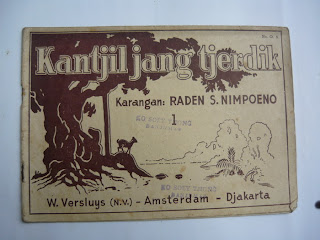 Kantjil jang tjerdik
Karangan: RADEN S. NIMPOENO
1
W. Versluys (N.V.) - Amsterdam - Djakarta